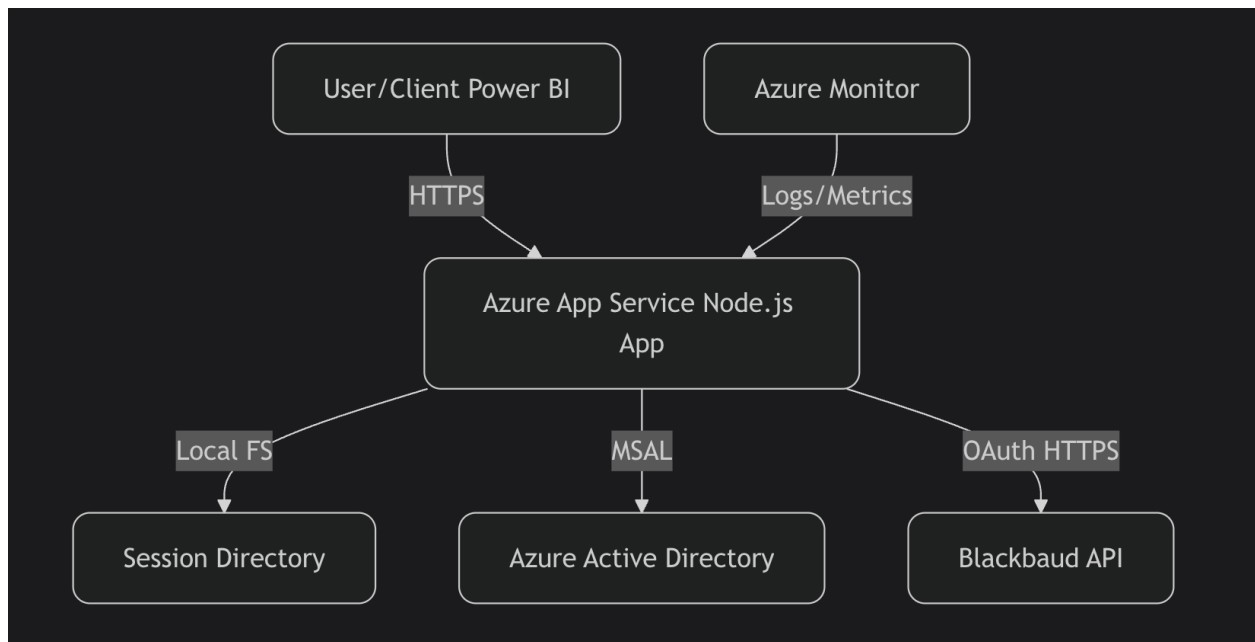 User/Client Power BI
Azure Monitor
HTTPS
Logs/Metrics
Azure App Service Node.js
App
Local FS
MSAL
OAuth HTTPS
Session Directory
Azure Active Directory
Blackbaud API